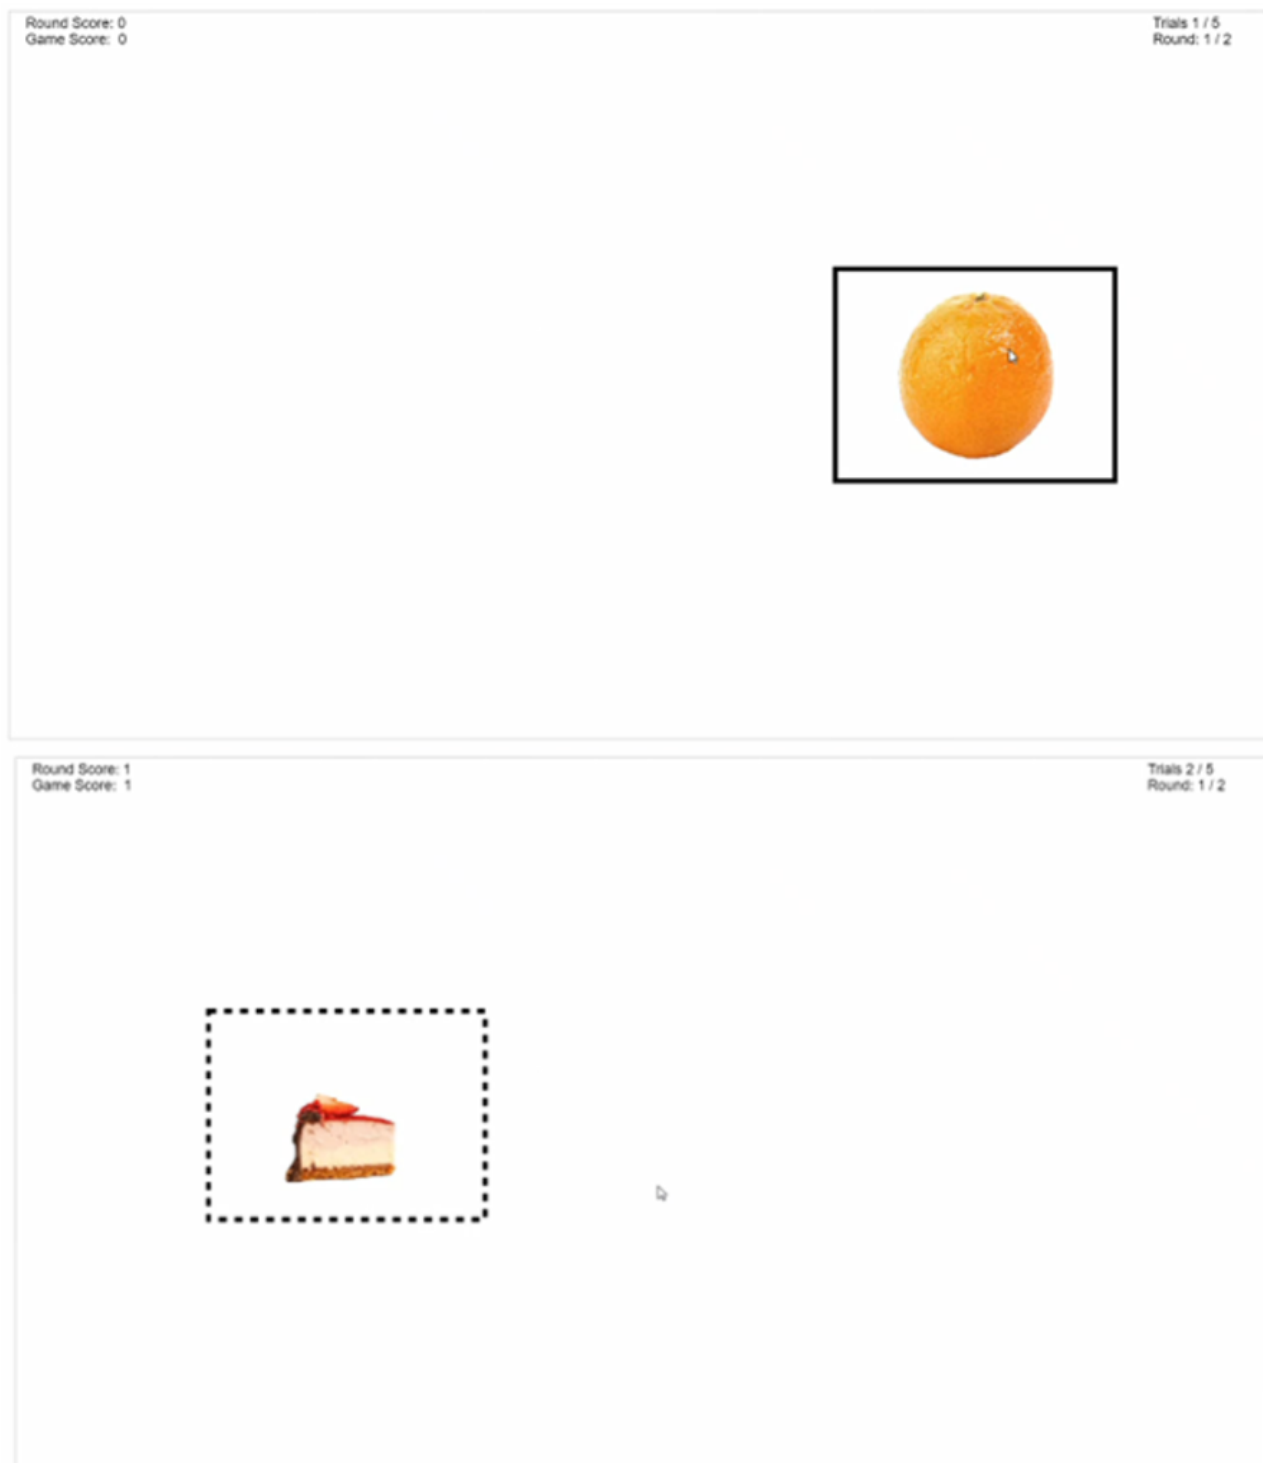 Round Score: 0
Game Score: 0
Trials 1 / 5
Round: 1 / 2
Round Score: 1
Game Score: 1
Trials 2 / 5
Round: 1 / 2